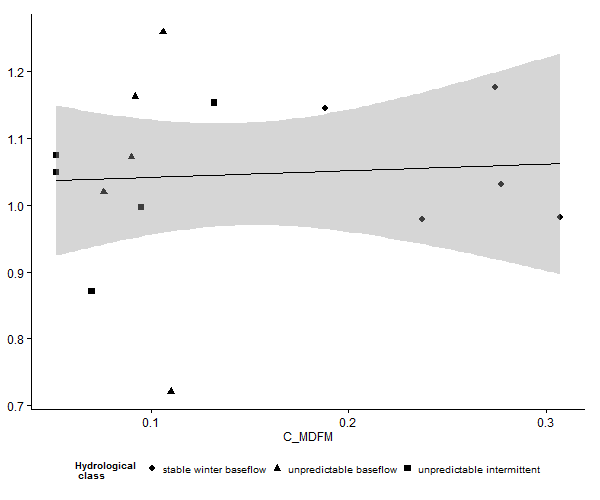 1.2
1.1
1.0
0.9
0.8
0.7
0.1 0.2 0.3
C_MDFM
Hydrological class stable winter baseflow unpredictable baseflow unpredictable intermittent